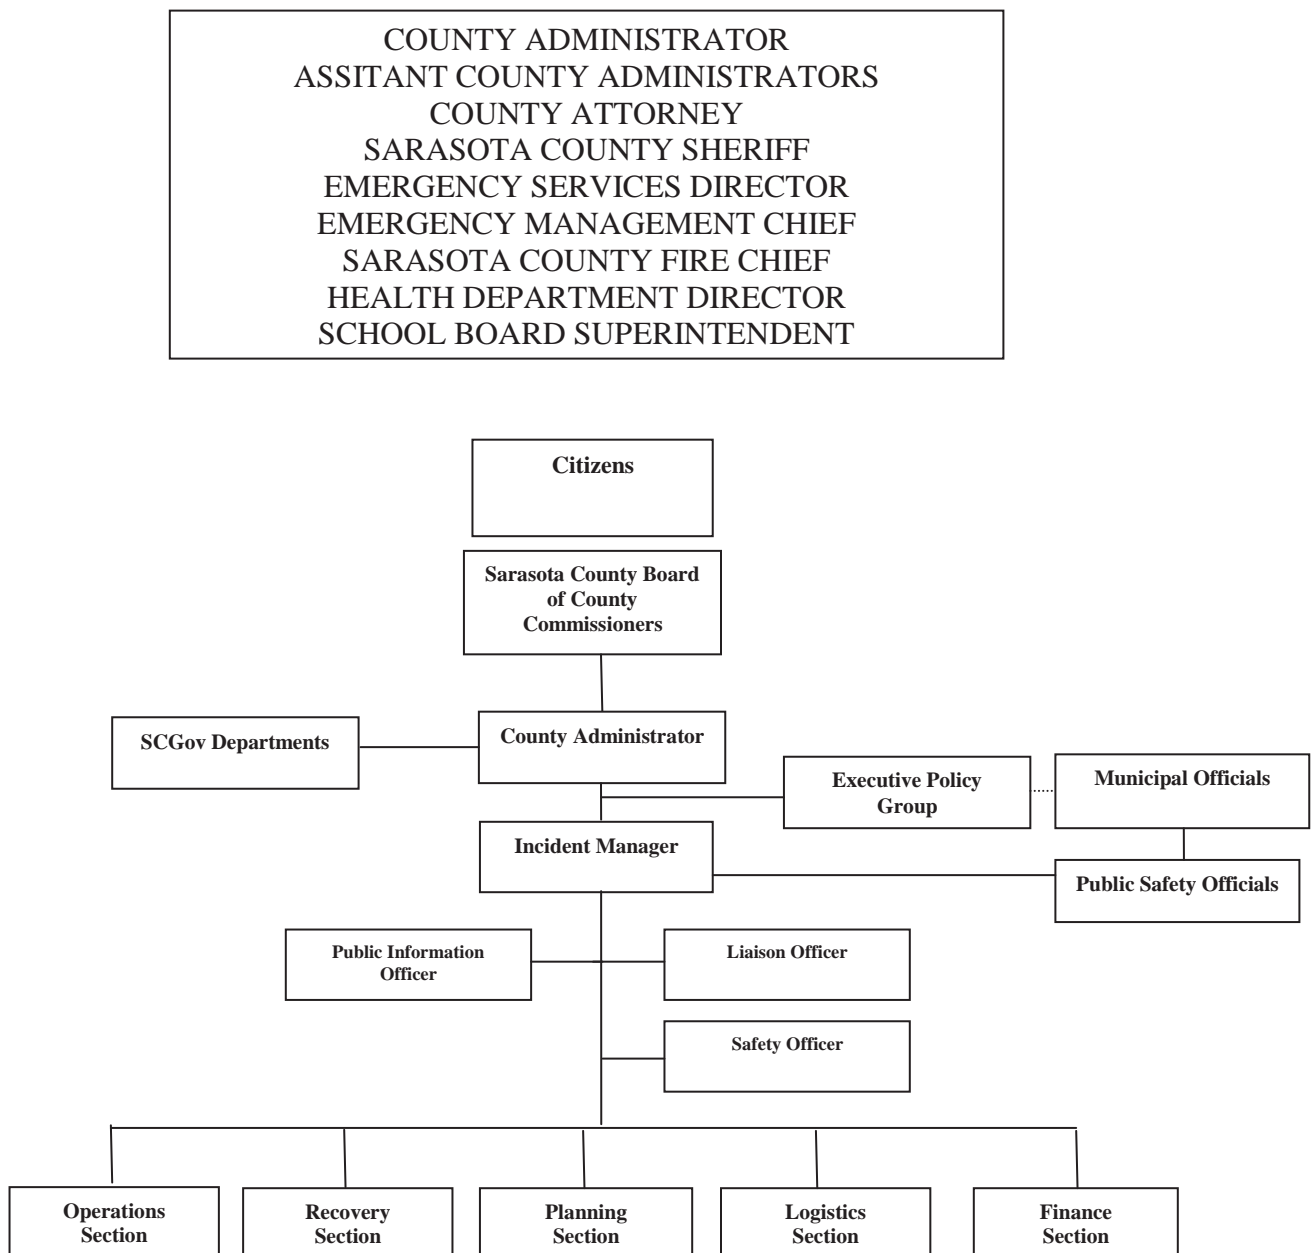 COUNTY ADMINISTRATOR
ASSITANT COUNTY ADMINISTRATORS
COUNTY ATTORNEY
SARASOTA COUNTY SHERIFF
EMERGENCY SERVICES DIRECTOR
EMERGENCY MANAGEMENT CHIEF
SARASOTA COUNTY FIRE CHIEF
HEALTH DEPARTMENT DIRECTOR
SCHOOL BOARD SUPERINTENDENT
Citizens
Sarasota County Board
of County
Commissioners
SCGov Departments
County Administrator
Executive Policy
Group
Municipal Officials
Incident Manager
Public Safety Officials
Public Information
Officer
Liaison Officer
Safety Officer
Operations
Section
Recovery
Section
Planning
Section
Logistics
Section
Finance
Section